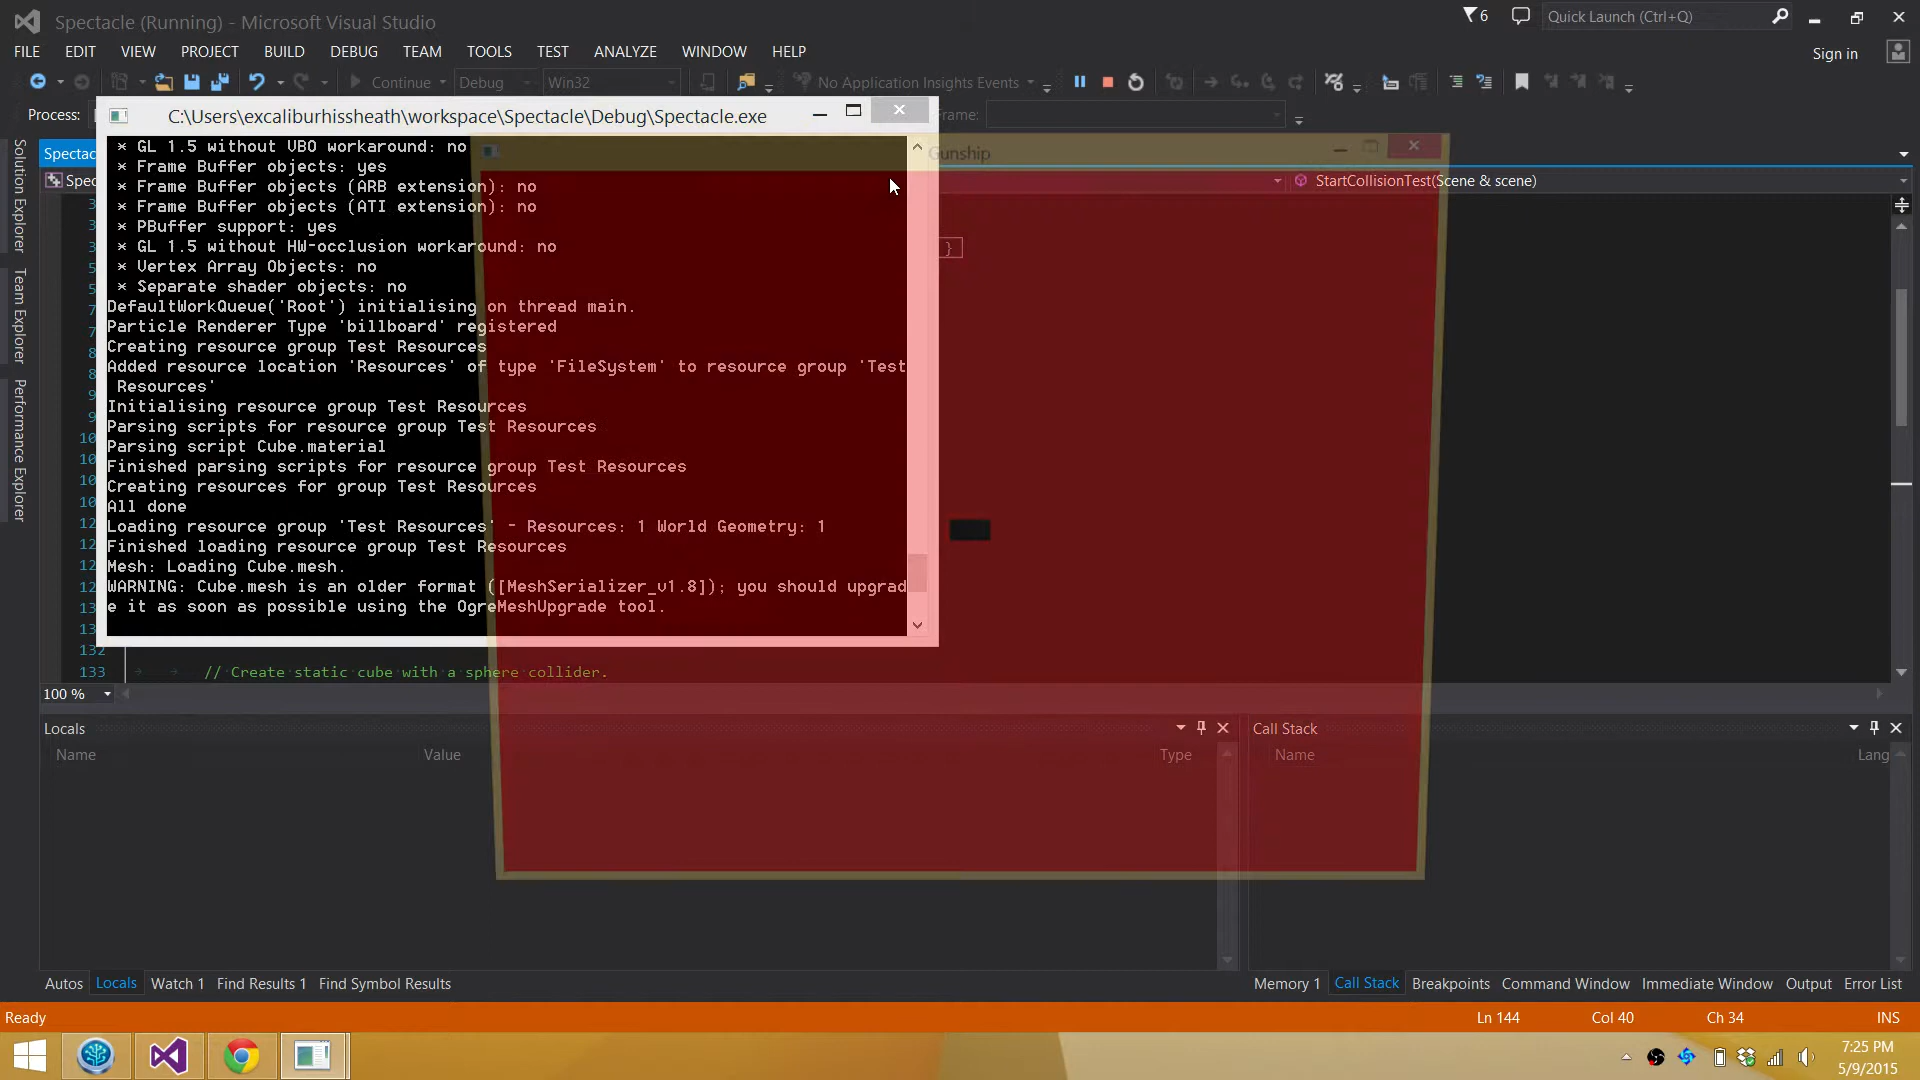 Spectacle (Running) - Microsoft Visual Studio
6
Quick Launch (Ctrl+Q)
FILE EDIT VIEW PROJECT BUILD DEBUG TEAM TOOLS TEST ANALYZE WINDOW HELP
Sign in
Continue Debug Win32 No Application Insights Events
Process:
C:\Users\excaliburhissheath\workspace\Spectacle\Debug\Spectacle.exe
Frame:
Gunship
StartCollisionTest(Scene & scene)
}
Solution Explorer
Team Explorer
Performance Explorer
* GL 1.5 without VBO workaround: no
* Frame Buffer objects: yes
* Frame Buffer objects (ARB extension): no
* Frame Buffer objects (ATI extension): no
* PBuffer support: yes
* GL 1.5 without HW-occlusion workaround: no
* Vertex Array Objects: no
* Separate shader objects: no
DefaultWorkQueue('Root') initialising on thread main.
Particle Renderer Type 'billboard' registered
Creating resource group Test Resources
Added resource location 'Resources' of type 'FileSystem' to resource group 'Test
Resources'
Initialising resource group Test Resources
Parsing scripts for resource group Test Resources
Parsing script Cube.material
Finished parsing scripts for resource group Test Resources
Creating resources for group Test Resources
All done
Loading resource group 'Test Resources' - Resources: 1 World Geometry: 1
Finished loading resource group Test Resources
Mesh: Loading Cube.mesh.
WARNING: Cube.mesh is an older format ([MeshSerializer_v1.8]); you should upgrad
e it as soon as possible using the OgreMeshUpgrade tool.
132
133 // Create static cube with a sphere collider.
100 %
Locals
Name Value Type
Call Stack
Name Lang
Autos Locals Watch 1 Find Results 1 Find Symbol Results
Memory 1 Call Stack Breakpoints Command Window Immediate Window Output Error List
Ready
Ln 144 Col 40 Ch 34 INS
7:25 PM
5/9/2015